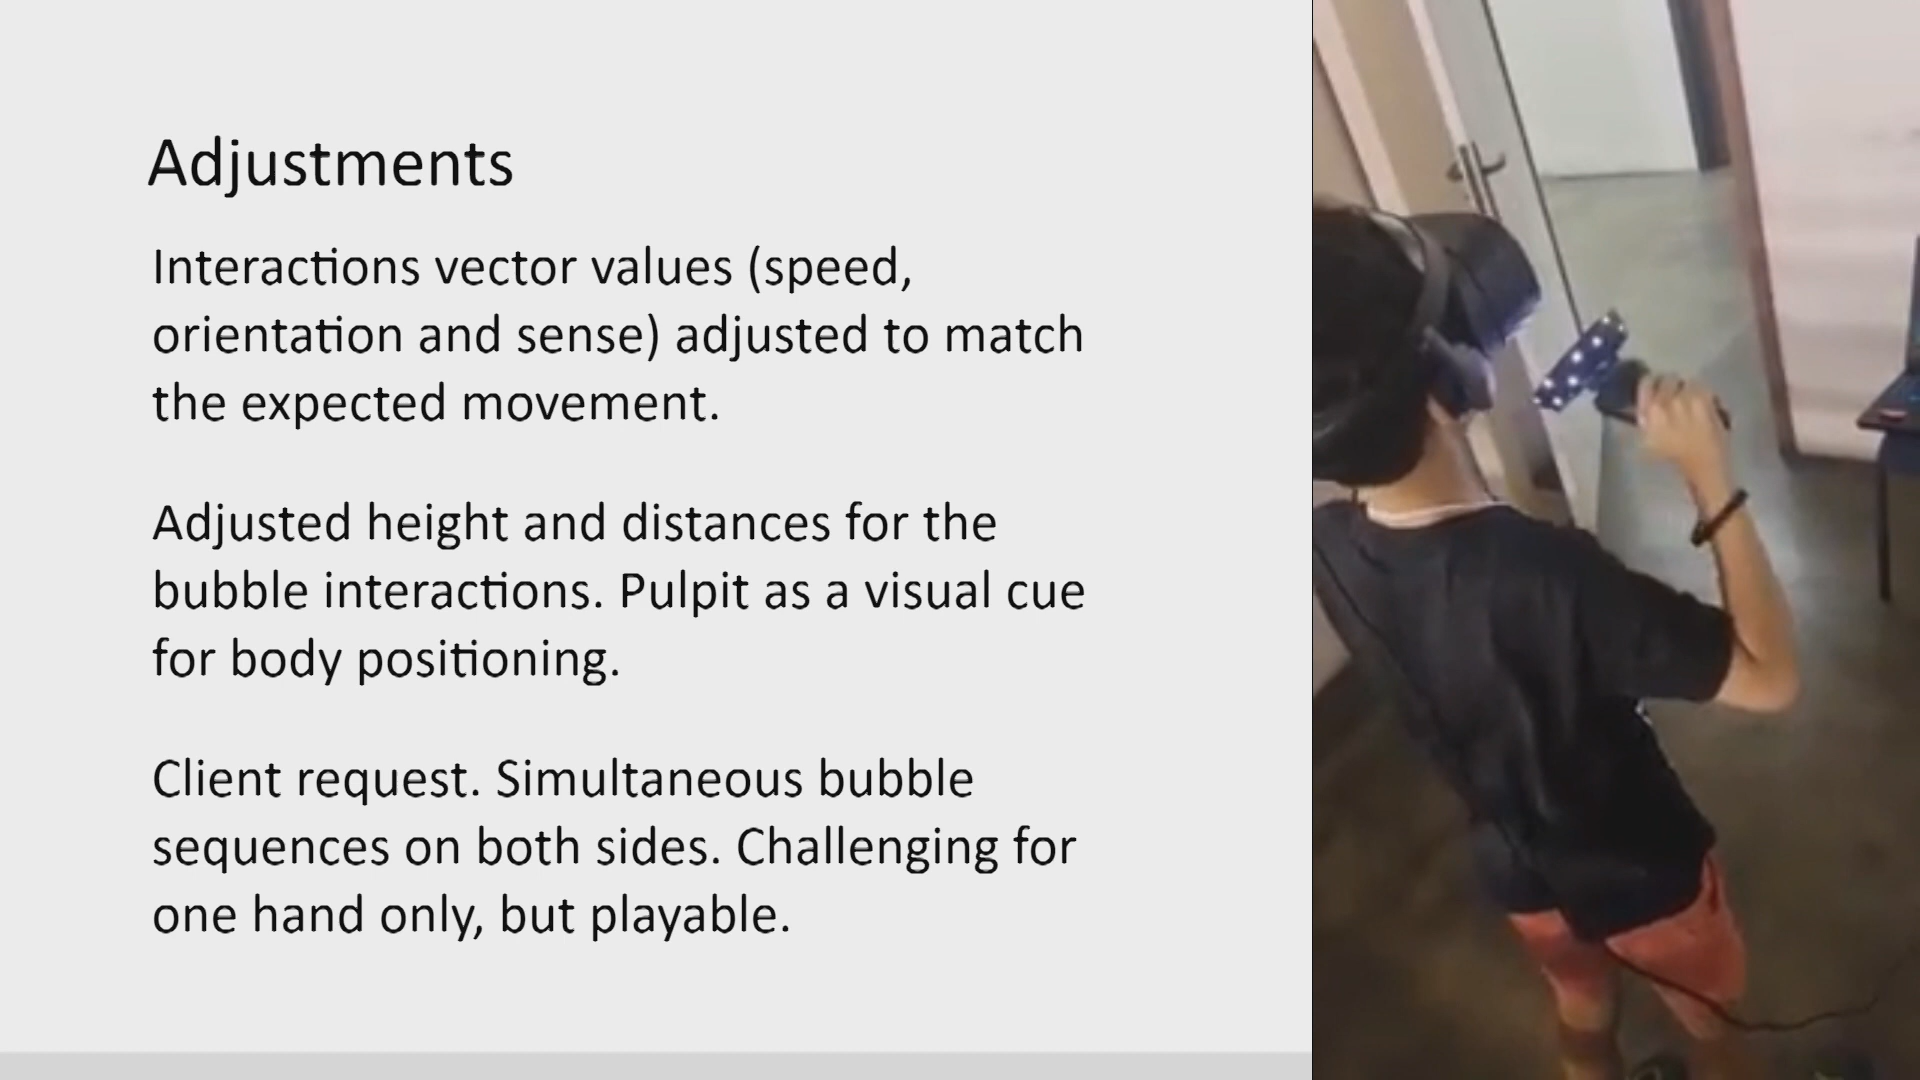 Adjustments
Interactions vector values (speed,
orientation and sense) adjusted to match
the expected movement.
Adjusted height and distances for the
bubble interactions. Pulpit as a visual cue
for body positioning.
Client request. Simultaneous bubble
sequences on both sides. Challenging for
one hand only, but playable.